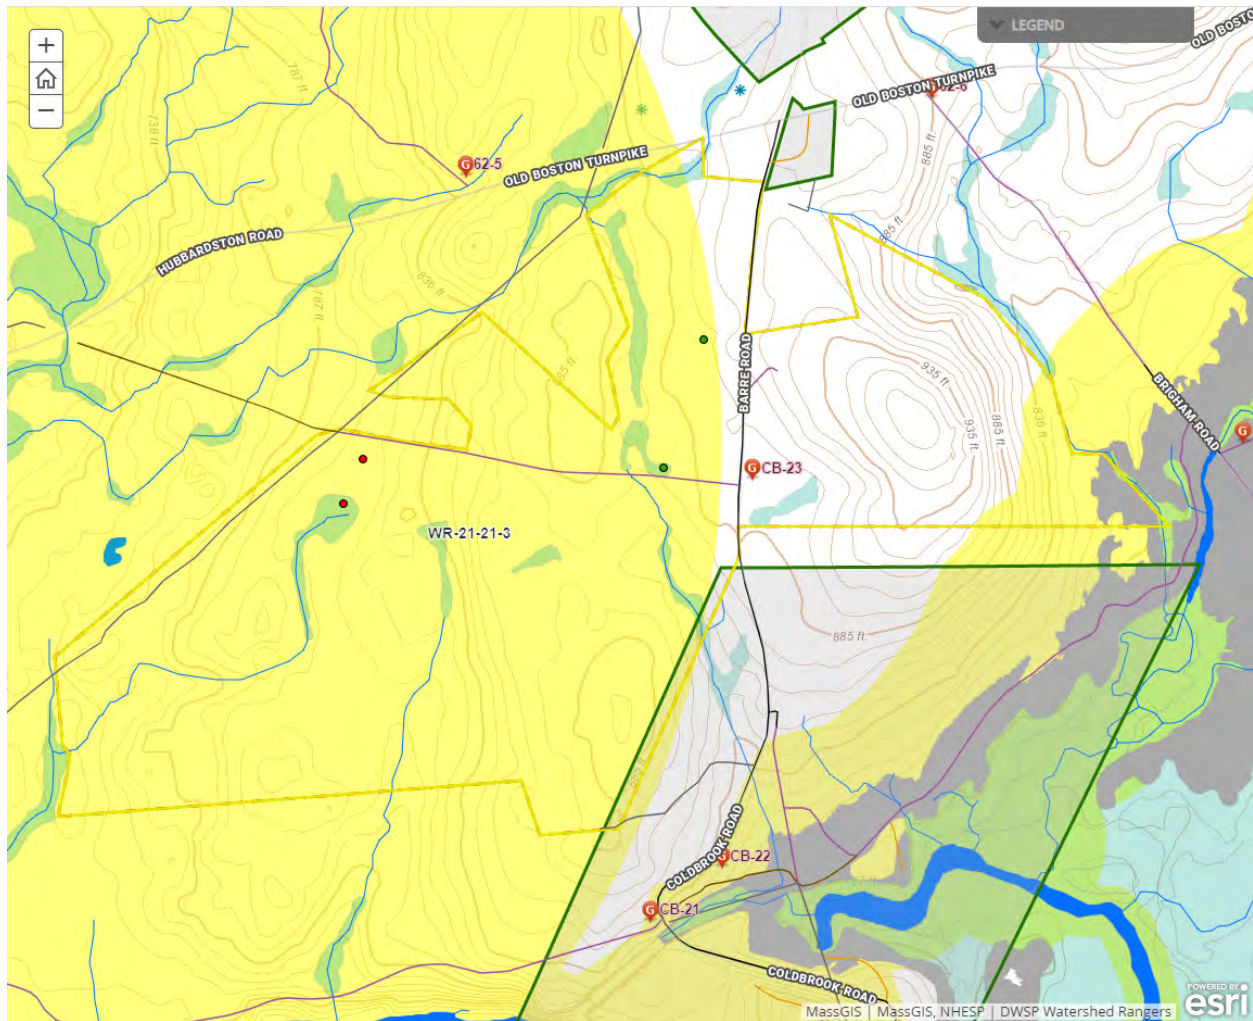 LEGEND
OLD BOSTO
787 ft
738 ft
OLD BOSTON TURNPIKE
62-6
885 ft
62-5
OLD BOSTON TURNPIKE
885 ft
HUBBARDSTON ROAD
836 ft
787 ft
885 ft
BARRE ROAD
935 ft
935 ft
885 ft
836 ft
BRIGHAM ROAD
G
CB-23
WR-21-21-3
885 ft
885 ft
COLDBROOK ROAD
CB-22
G CB-21
COLDBROOK ROAD
MassGIS | MassGIS, NHESP | DWSP Watershed Rangers
POWERED BY
esri